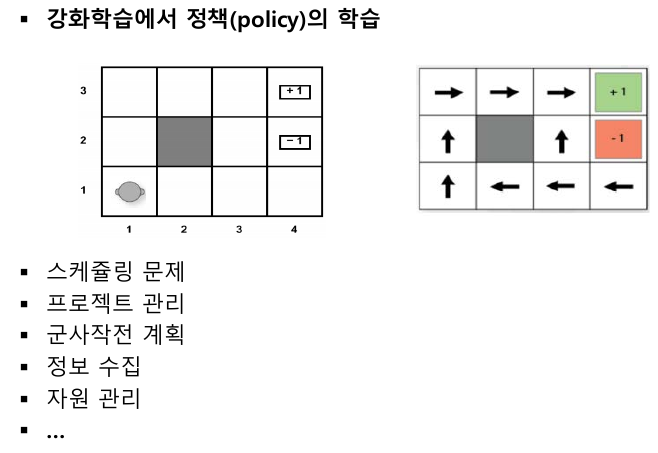 ▪ 강화학습에서 정책(policy)의 학습
3 +1
2 -1
1
1 2 3 4
+1
-1
▪ 스케쥴링 문제
▪ 프로젝트 관리
▪ 군사작전 계획
▪ 정보 수집
▪ 자원 관리
▪ ...